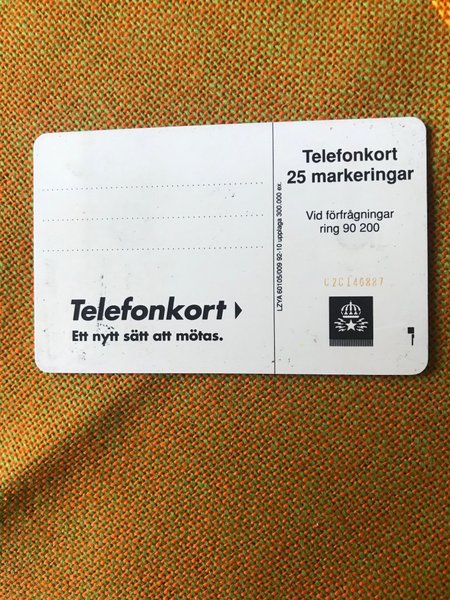 Telefonkort
25 markeringar
Vid förfrågningar
ring 90 200
LZYA 60105/009 92-10 upplaga 300.000 ex.
C2C146887
Telefonkort
Ett nytt sätt att mötas.